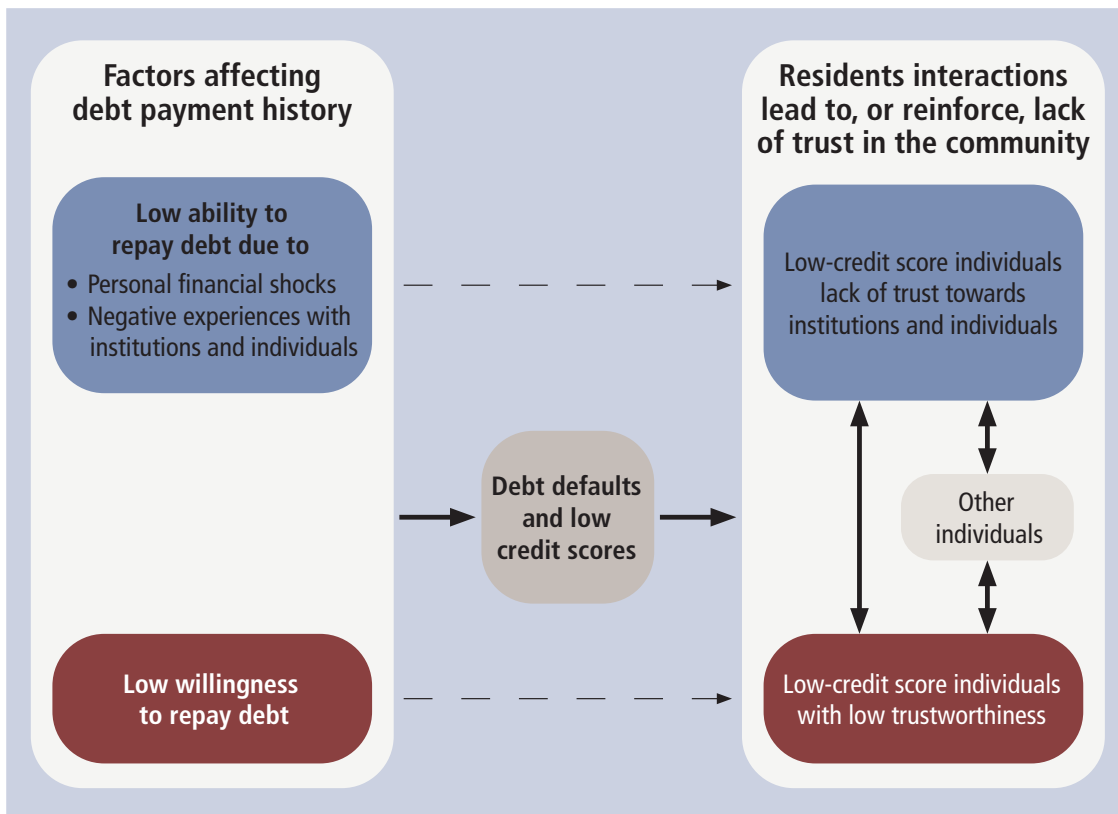 Factors affecting
debt payment history
Low ability to
repay debt due to
• Personal financial shocks
• Negative experiences with
institutions and individuals
Low willingness
to repay debt
Debt defaults
and low
credit scores
Residents interactions
lead to, or reinforce, lack
of trust in the community
Low-credit score individuals
lack of trust towards
institutions and individuals
Other
individuals
Low-credit score individuals
with low trustworthiness